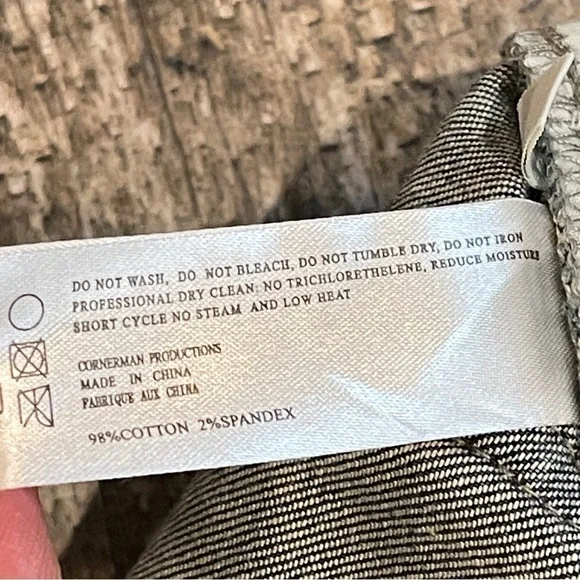 DO NOT WASH, DO NOT BLEACH, DO NOT TUMBLE DRY, DO NOT IRON
PROFESSIONAL DRY CLEAN: NO TRICHLORETHELENE, REDUCE MOISTURE
SHORT CYCLE NO STEAM AND LOW HEAT
CORNERMAN PRODUCTIONS
MADE IN CHINA
FABRIQUE AUX CHINA
98%COTTON 2%SPANDEX